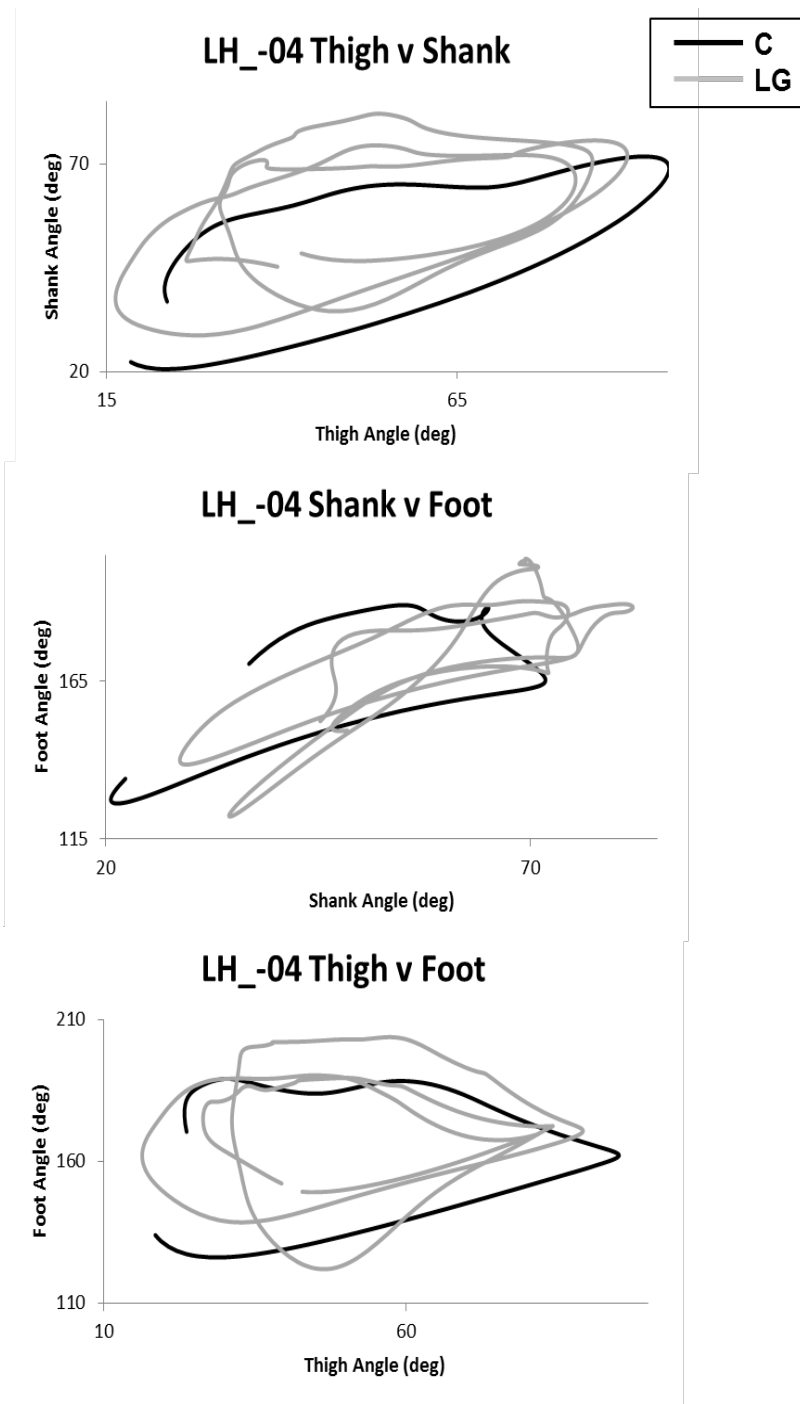 LH_-04 Thigh v Shank
C
LG
Shank Angle (deg)
70
20
15
65
Thigh Angle (deg)
LH_-04 Shank v Foot
Foot Angle (deg)
165
115
20
70
Shank Angle (deg)
LH_-04 Thigh v Foot
Foot Angle (deg)
210
160
110
10
60
Thigh Angle (deg)